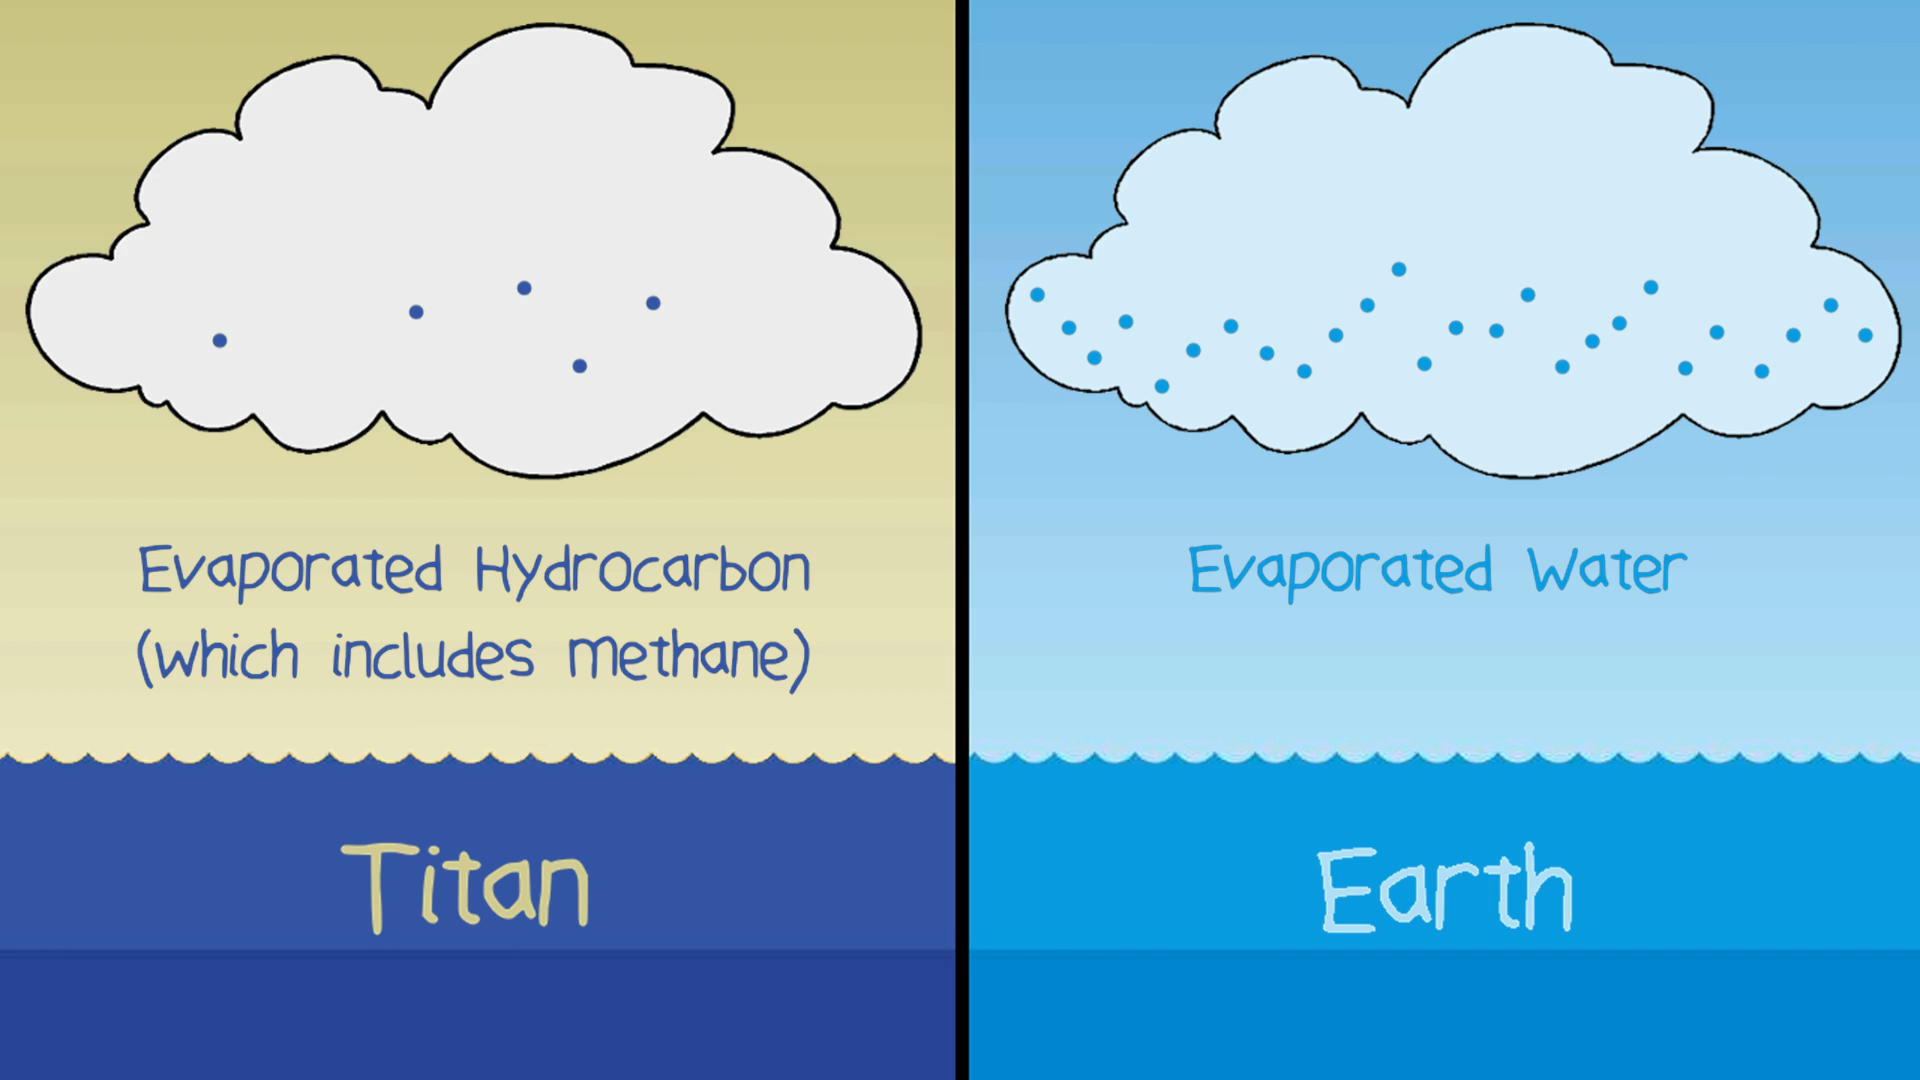 Evaporated Hydrocarbon
(which includes methane)
Titan
Evaporated Water
Earth